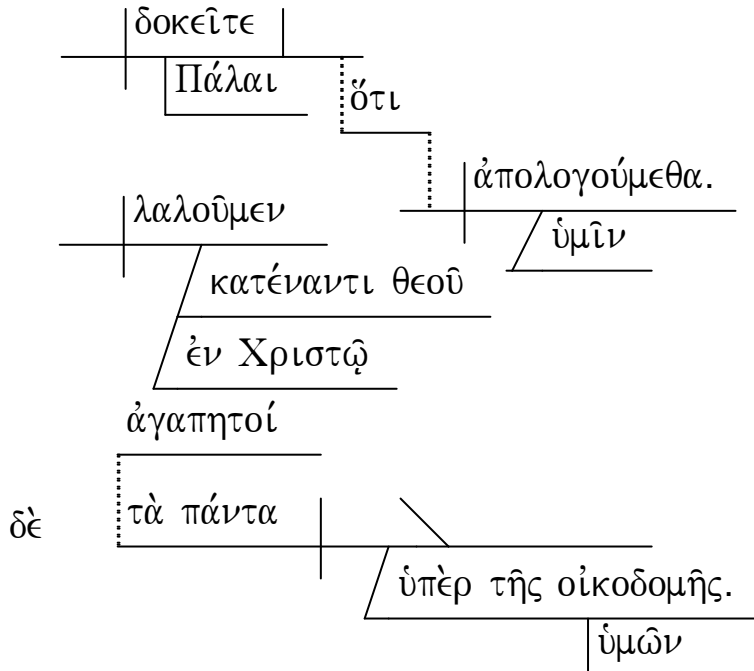 δοκεῖτε
Πάλαι
ὅτι
ἀπολογούμεθα.
λαλοῦμεν
ὑμῖν
κατέναντι θεοῦ
ἐν Χριστῷ
ἀγαπητοί
δὲ
τὰ πάντα
ὑπὲρ τῆς οἰκοδομῆς.
ὑμῶν